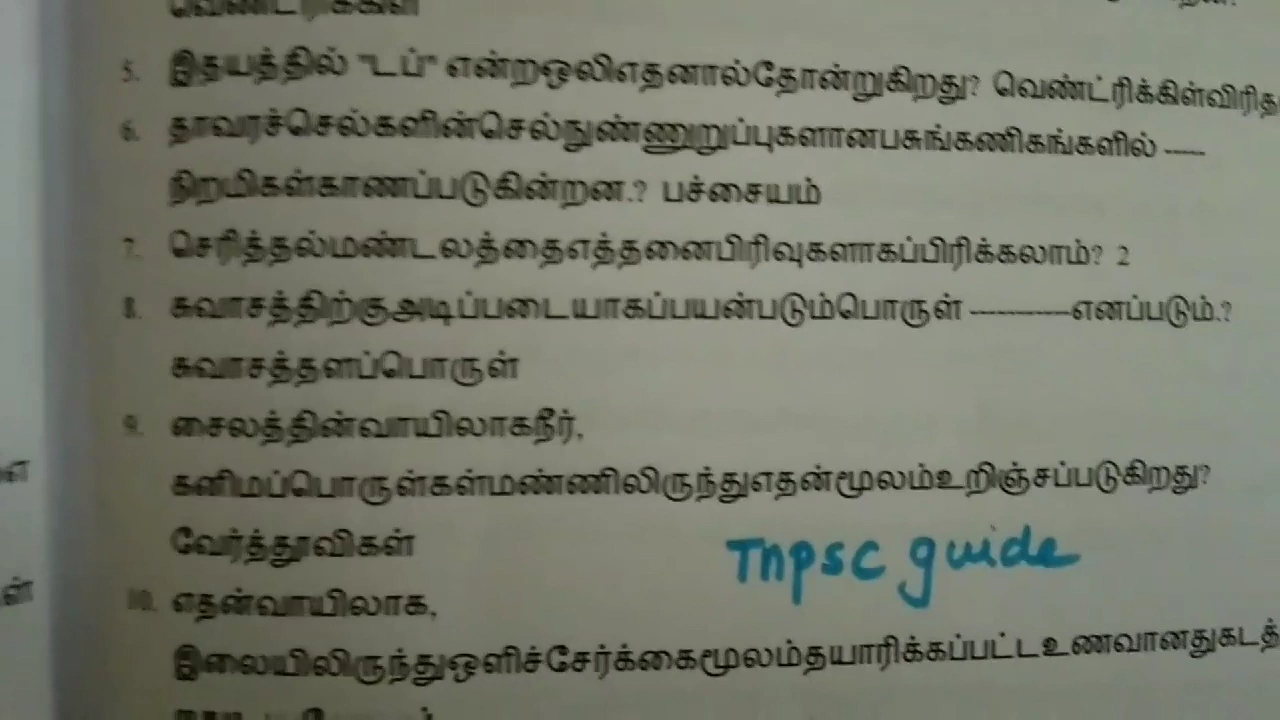 5. இதயத்தில் "டப்" என்றஒலிஎதனால்தோன்றுகிறது? வெண்ட்ரிக்கிள்விரித
6. தாவரச்செல்களின்செல்நுண்ணுறுப்புகளானபசுங்கணிகங்களில் -----
நிறமிகள்காணப்படுகின்றன.? பச்சையம்
7. செரித்தல்மண்டலத்தைஎத்தனைபிரிவுகளாகப்பிரிக்கலாம்? 2
8. சுவாசத்திற்குஅடிப்படையாகப்பயன்படும்பொருள் ------------எனப்படும்.?
சுவாசத்தளப்பொருள்
9. சைலத்தின்வாயிலாகநீர்,
கனிமப்பொருள்கள்மண்ணிலிருந்துஎதன்மூலம்உறிஞ்சப்படுகிறது?
வேர்த்தூவிகள்
TNPSC guide
10. எதன்வாயிலாக,
இலையிலிருந்துஒளிச்சேர்க்கைமூலம்தயாரிக்கப்பட்டஉணவானதுகடத்